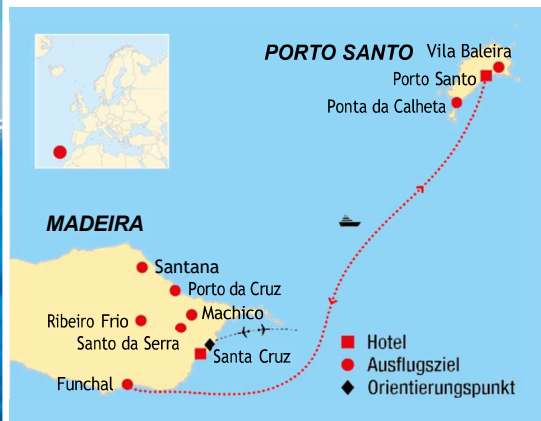 PORTO SANTO
Vila Baleira
Porto Santo
Ponta da Calheta
MADEIRA
Santana
Porto da Cruz
Machico
Ribeiro Frio
Santo da Serra
Santa Cruz
Funchal
Hotel
Ausflugsziel
Orientierungspunkt